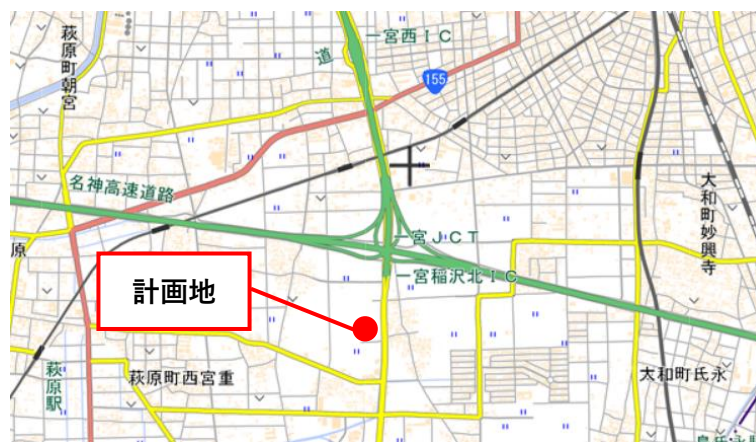 萩原町朝宮
一宮西IC
道
155
名神高速道路
大和町妙興寺
原
一宮JCT
一宮稲沢北IC
計画地
萩原駅
萩原町西宮重
大和町氏永